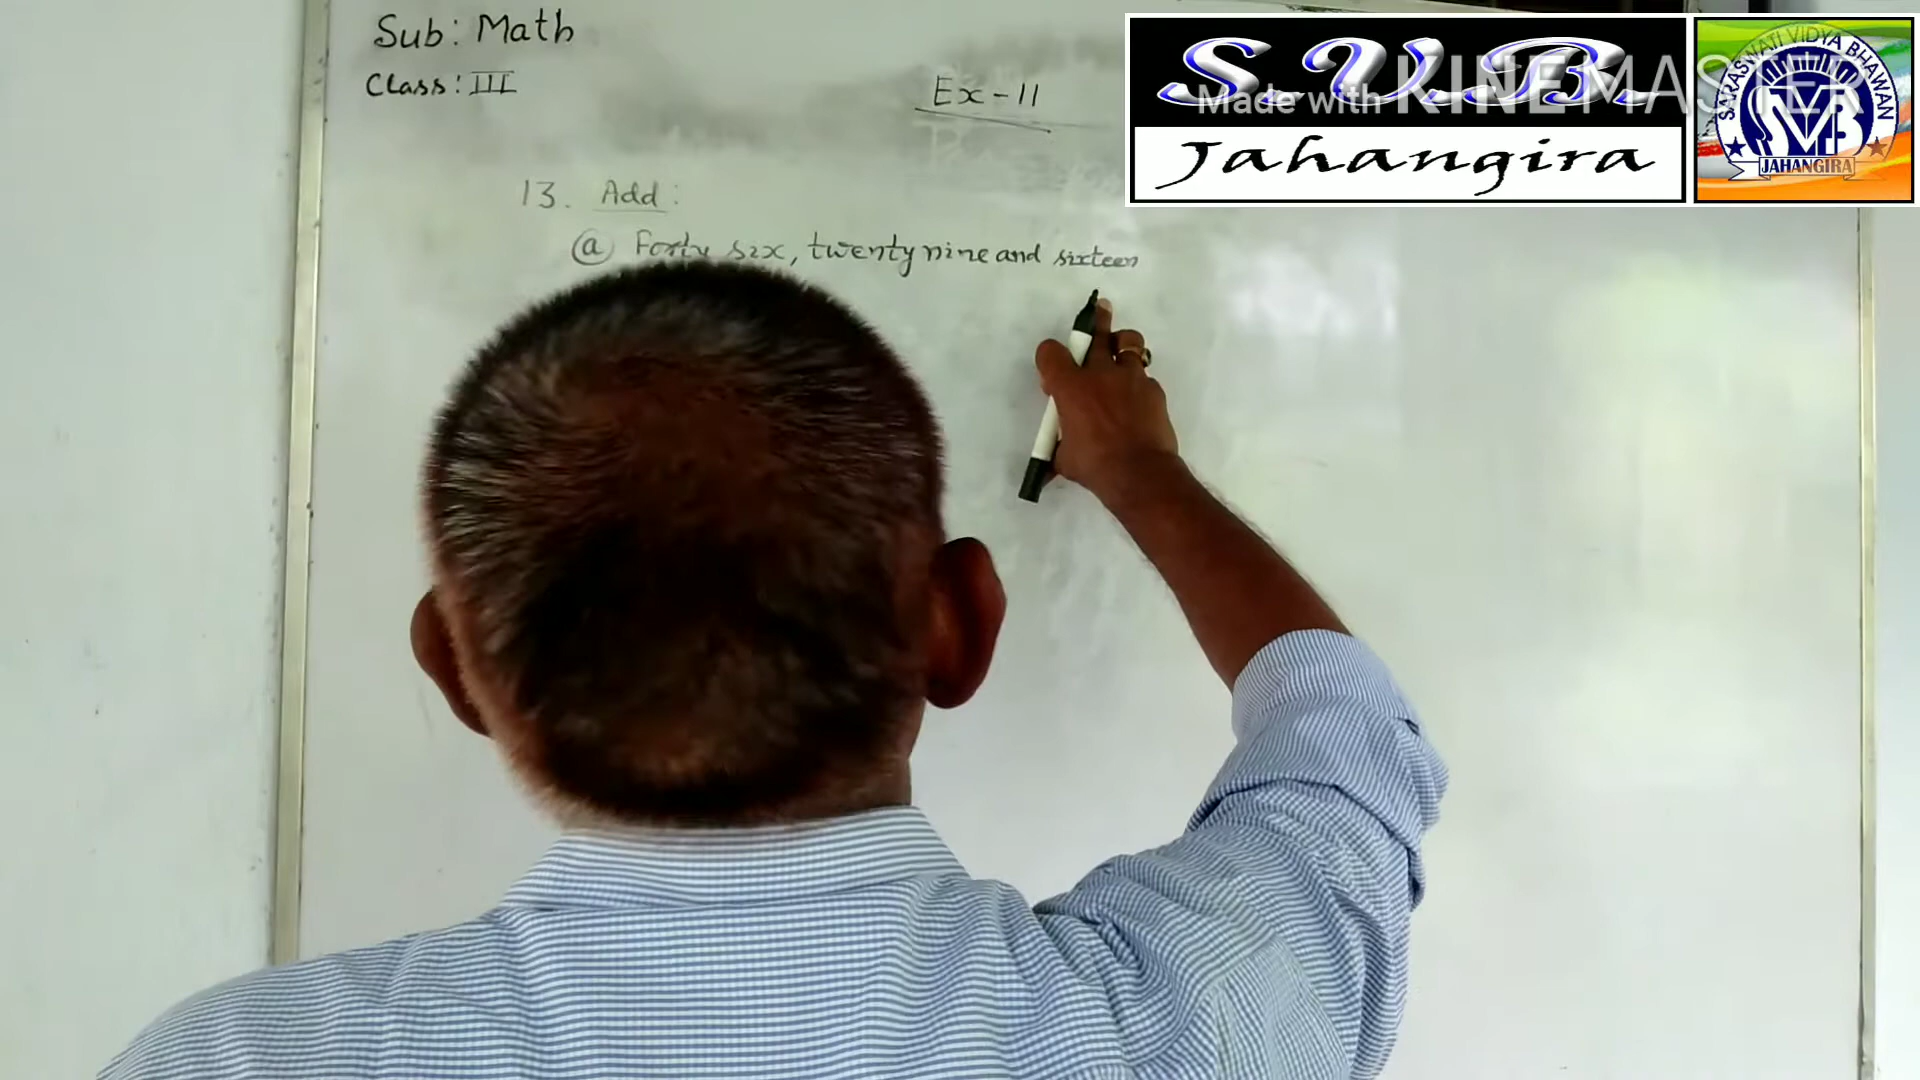 Sub: Math
Class: III
Ex-11
13. Add:
(a) Forty six, twenty nine and sixteen
S.V.B.
Made with KINEMASTER
Jahangira
SARASWATI VIDYA BHAWAN
SVB
JAHANGIRA